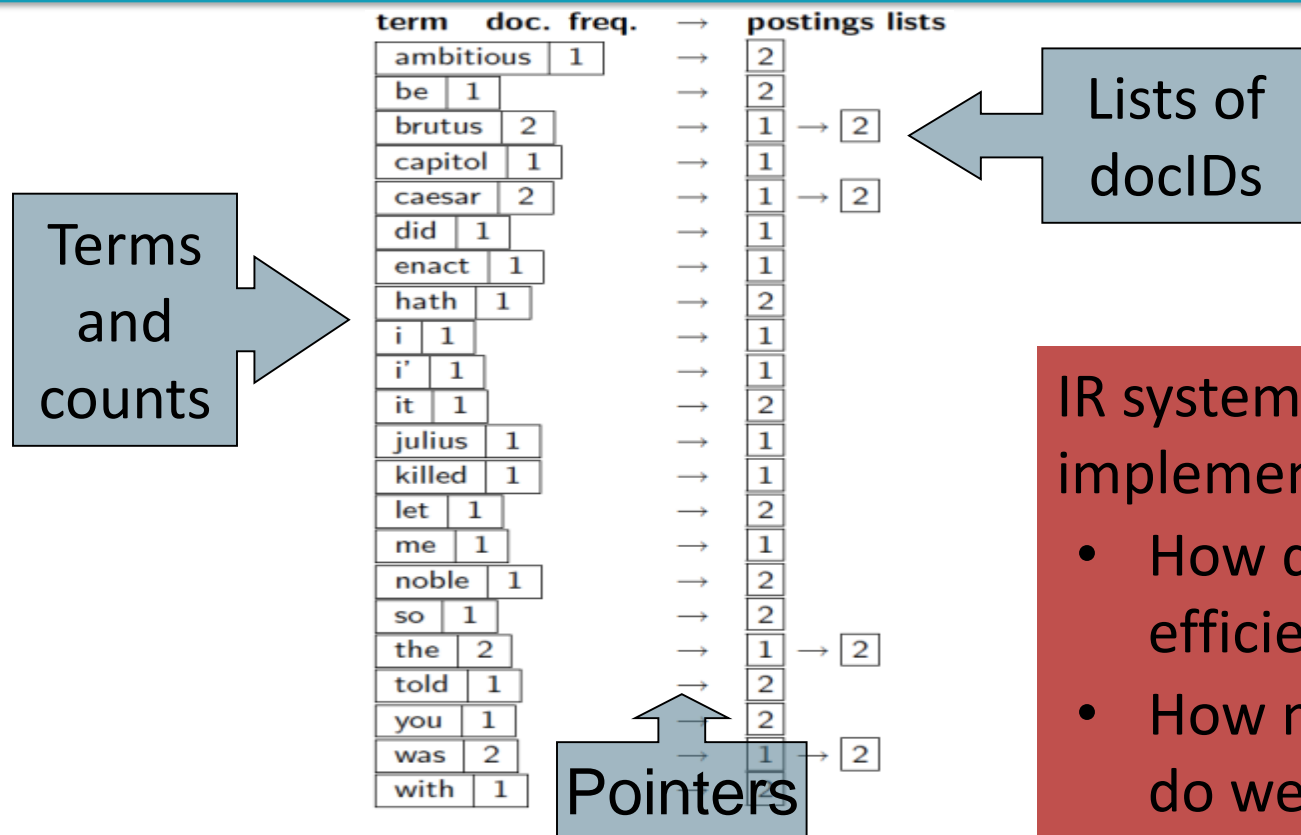 term doc. freq. → postings lists
ambitious 1 → 2
be 1 → 2
brutus 2 → 1 → 2
capitol 1 → 1
caesar 2 → 1 → 2
did 1 → 1
enact 1 → 1
hath 1 → 2
i 1 → 1
i' 1 → 1
it 1 → 2
julius 1 → 1
killed 1 → 1
let 1 → 2
me 1 → 1
noble 1 → 2
so 1 → 2
the 2 → 1 → 2
told 1 → 2
you 1 → 2
was 2 → 1 → 2
with 1 → 2
Terms
and
counts
Lists of
docIDs
Pointers
IR system
• How
• How
do we